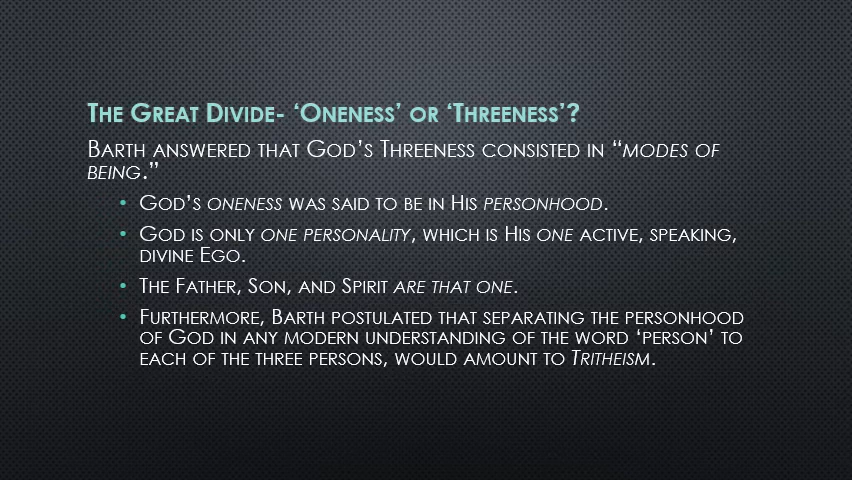 The Great Divide- ‘Oneness’ or ‘Threeness’?
Barth answered that God’s Threeness consisted in “modes of
being.”
• God’s oneness was said to be in His personhood.
• God is only one personality, which is His one active, speaking,
divine Ego.
• The Father, Son, and Spirit are that one.
• Furthermore, Barth postulated that separating the personhood
of God in any modern understanding of the word ‘person’ to
each of the three persons, would amount to Tritheism.